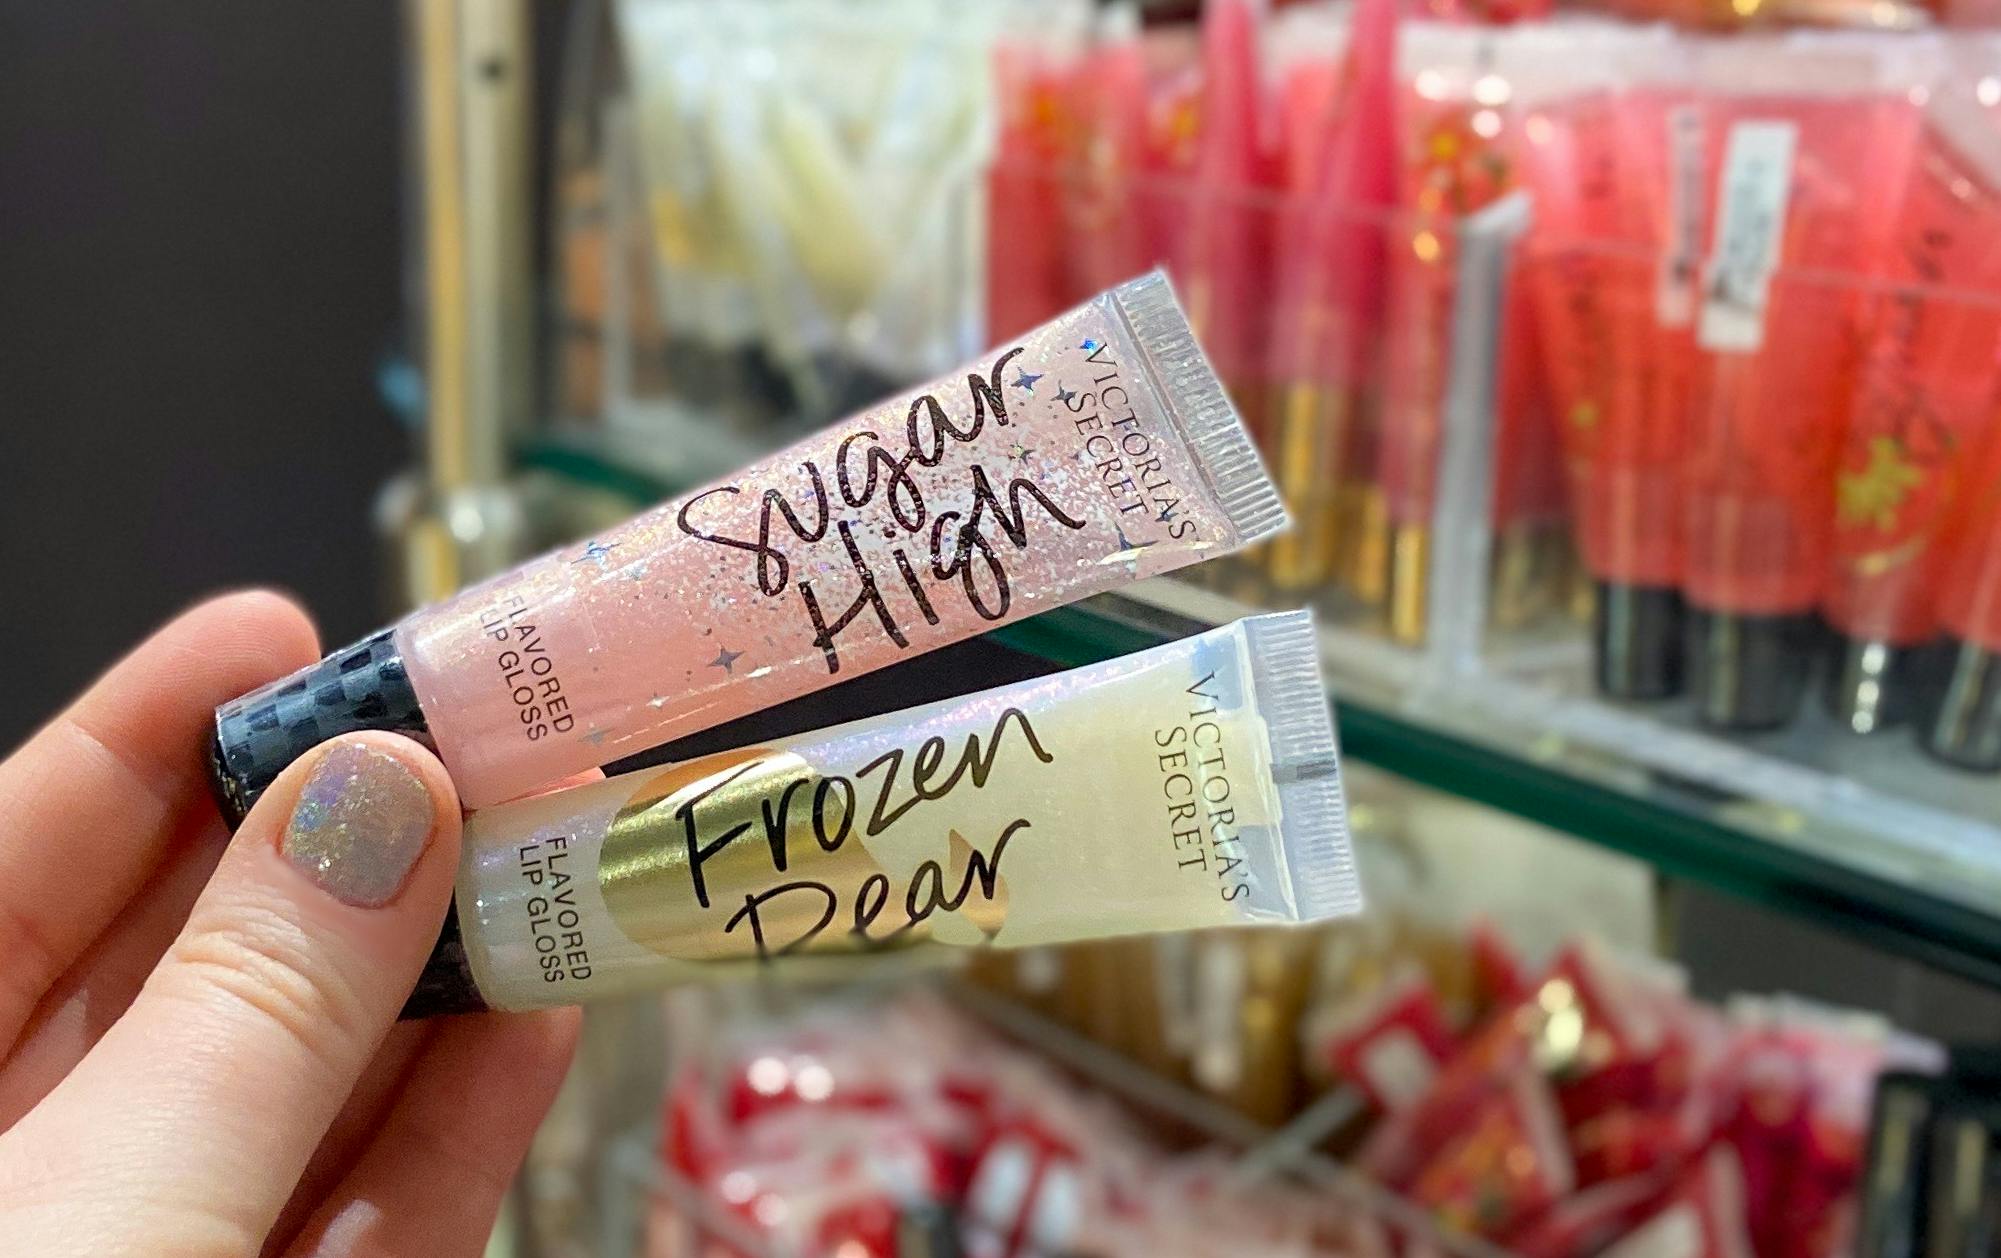 Sugar
High
VICTORIA'S
SECRET
FLAVORED
LIP GLOSS
Frozen
Pear
VICTORIA'S
SECRET
FLAVORED
LIP GLOSS